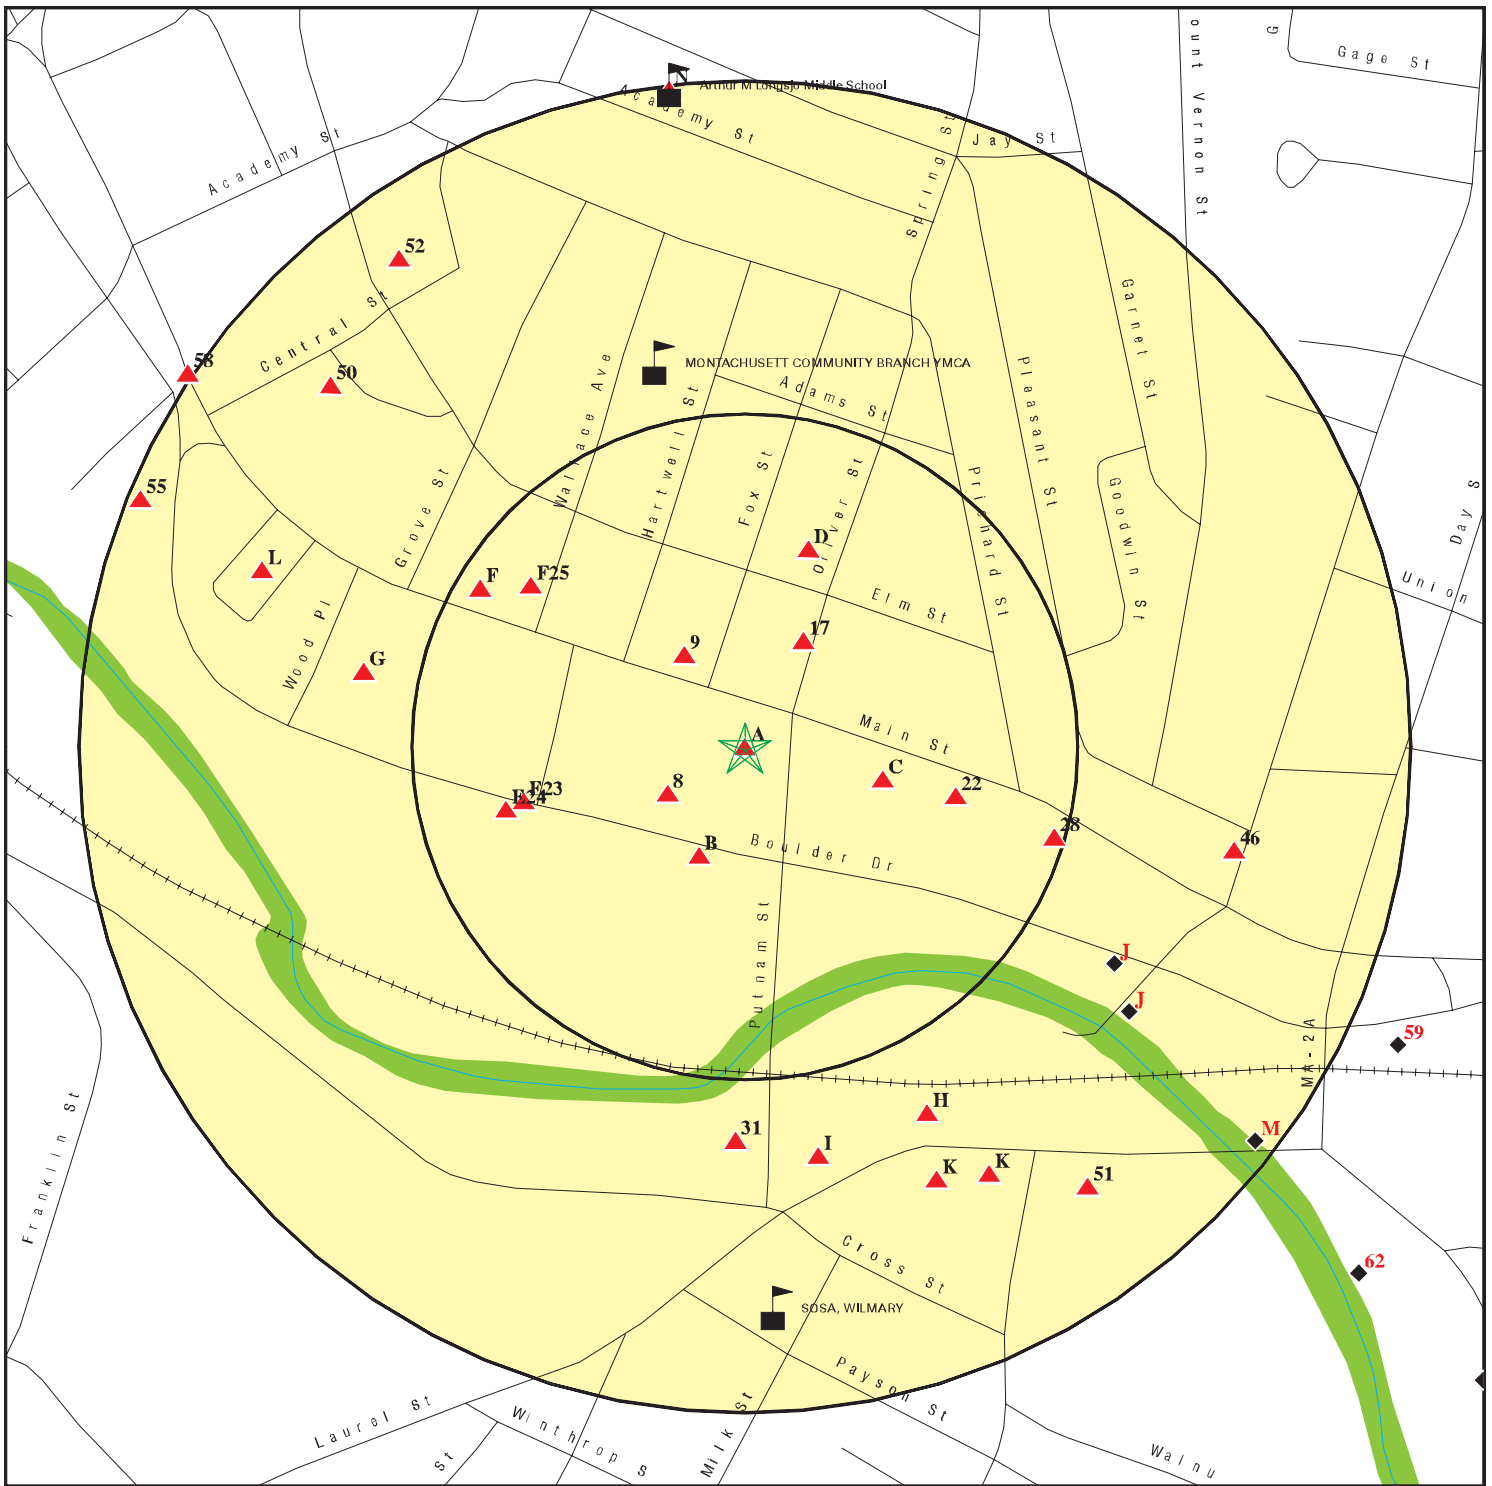 ount Vernon St
G
Gage St
N
Arthur M Longsjo Middle School
Academy St
Jay St
Academy St
Spring St
52
Central St
Garnet St
58
50
MONTACHUSETT COMMUNITY BRANCH YMCA
Adams St
Pleasant St
Wallace Ave
Hartwell St
Grove St
Fox St
Oliver St
Prichard St
Goodwin St
Day S
55
L
F
F25
D
Elm St
Union
Wood Pl
G
9
17
A
Main St
8
C
22
E23
E24
B
Boulder Dr
28
46
Putnam St
J
J
59
MA-2A
Franklin St
H
31
I
K
K
51
M
Cross St
62
SOSA, WILMARY
Payson St
Laurel St
Winthrop S
St
Milk St
Walnu